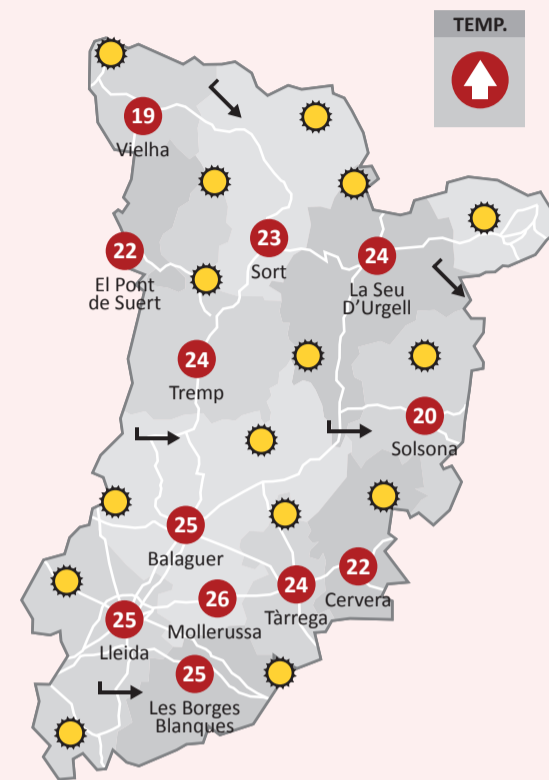 TEMP.
19
Vielha
22
El Pont
de Suert
23
Sort
24
La Seu
D'Urgell
24
Tremp
20
Solsona
25
Balaguer
22
Cervera
24
Tàrrega
26
Mollerussa
25
Lleida
25
Les Borges
Blanques